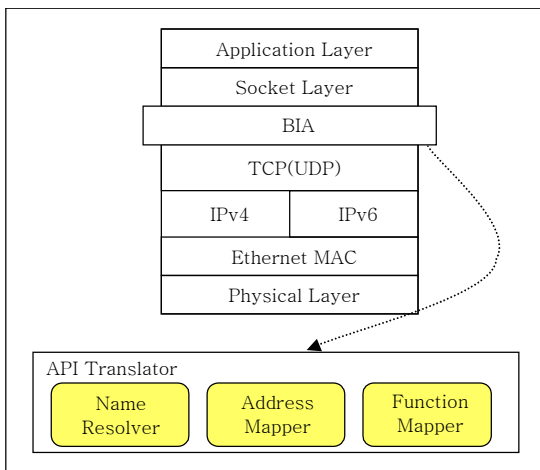 Application Layer
Socket Layer
BIA
TCP(UDP)
IPv4 IPv6
Ethernet MAC
Physical Layer
API Translator
Name
Resolver
Address
Mapper
Function
Mapper